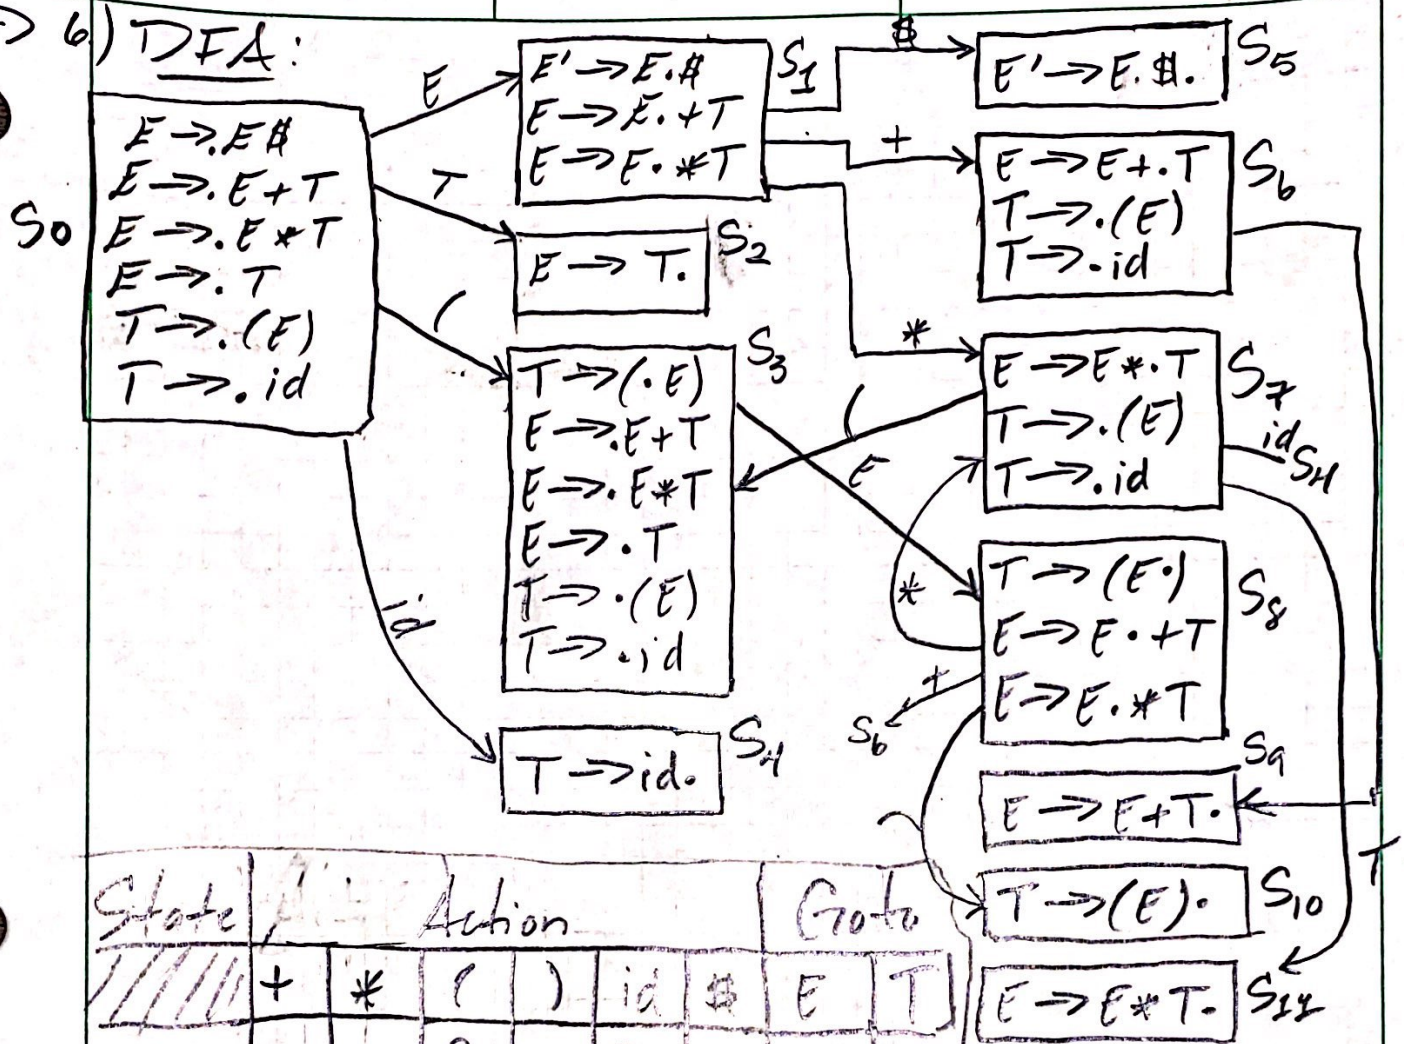 → 6.) DFA:
S0
E →.E$
E →.E+T
E →.E*T
E →.T
T →.(E)
T →.id
E
T
(
id
E' → E.$
E → E.+T
E → E.*T
S1
E → T.
S2
T → (.E)
E → .E+T
E → .E*T
E → .T
T → .(E)
T → .id
S3
T → id.
S4
$
+
*
E' → E.$.
S5
E → E+.T
T → .(E)
T → .id
S6
E → E*.T
T → .(E)
T → .id
S7
id S4
(
E
T → (E.)
E → E.+T
E → E.*T
S8
*
+
S6
)
E → E+T.
S9
T
T → (E).
S10
E → E*T.
S11
State Action Goto
+ * ( ) id $ E T